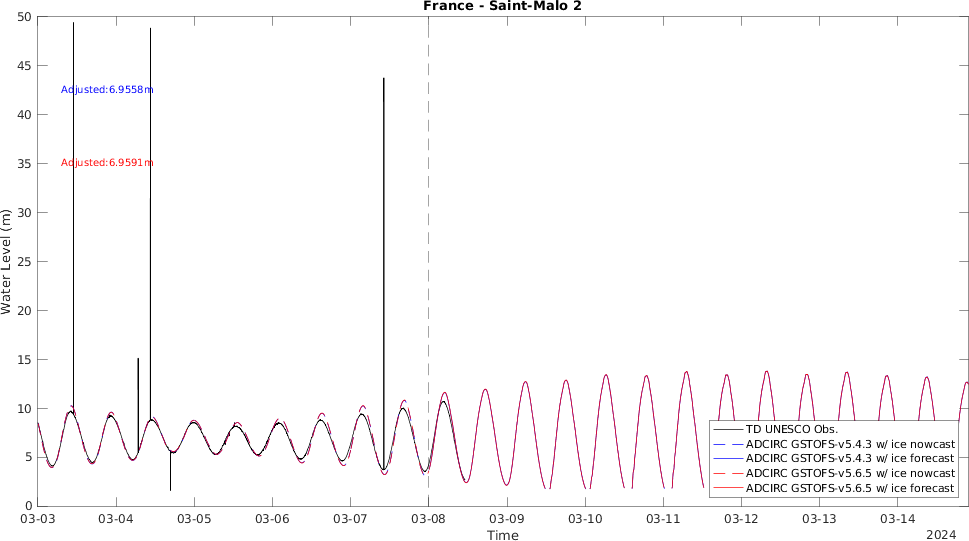 France - Saint-Malo 2
50
45
40
35
30
25
20
15
10
5
0
Water Level (m)
Adjusted:6.9558m
Adjusted:6.9591m
TD UNESCO Obs.
ADCIRC GSTOFS-v5.4.3 w/ ice nowcast
ADCIRC GSTOFS-v5.4.3 w/ ice forecast
ADCIRC GSTOFS-v5.6.5 w/ ice nowcast
ADCIRC GSTOFS-v5.6.5 w/ ice forecast
03-03 03-04 03-05 03-06 03-07 03-08 03-09 03-10 03-11 03-12 03-13 03-14
Time
2024